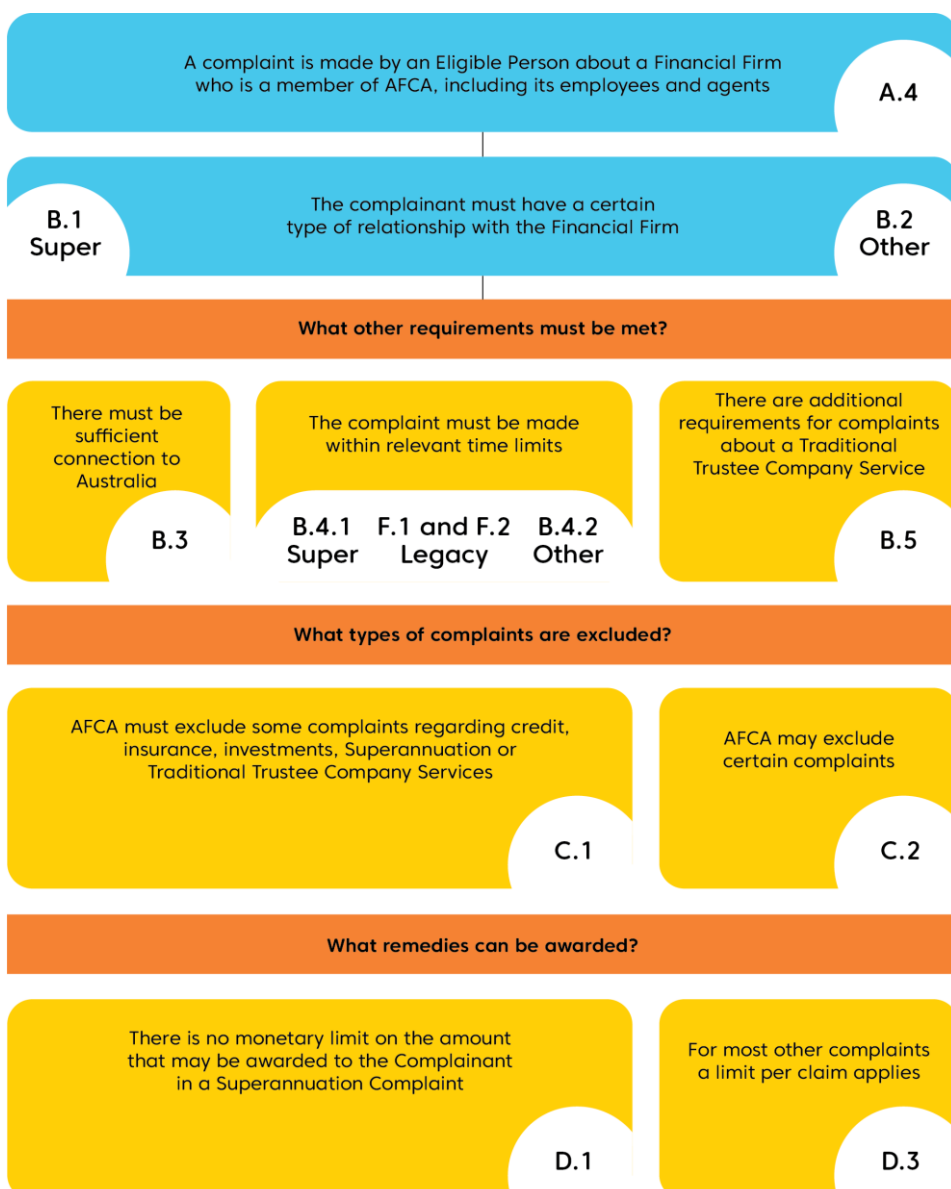 A complaint is made by an Eligible Person about a Financial Firm
who is a member of AFCA, including its employees and agents
A.4
B.1
Super
The complainant must have a certain
type of relationship with the Financial Firm
B.2
Other
What other requirements must be met?
There must be
sufficient
connection to
Australia
B.3
The complaint must be made
within relevant time limits
B.4.1
Super
F.1 and F.2
Legacy
B.4.2
Other
There are additional
requirements for complaints
about a Traditional
Trustee Company Service
B.5
What types of complaints are excluded?
AFCA must exclude some complaints regarding credit,
insurance, investments, Superannuation or
Traditional Trustee Company Services
C.1
AFCA may exclude
certain complaints
C.2
What remedies can be awarded?
There is no monetary limit on the amount
that may be awarded to the Complainant
in a Superannuation Complaint
D.1
For most other complaints
a limit per claim applies
D.3